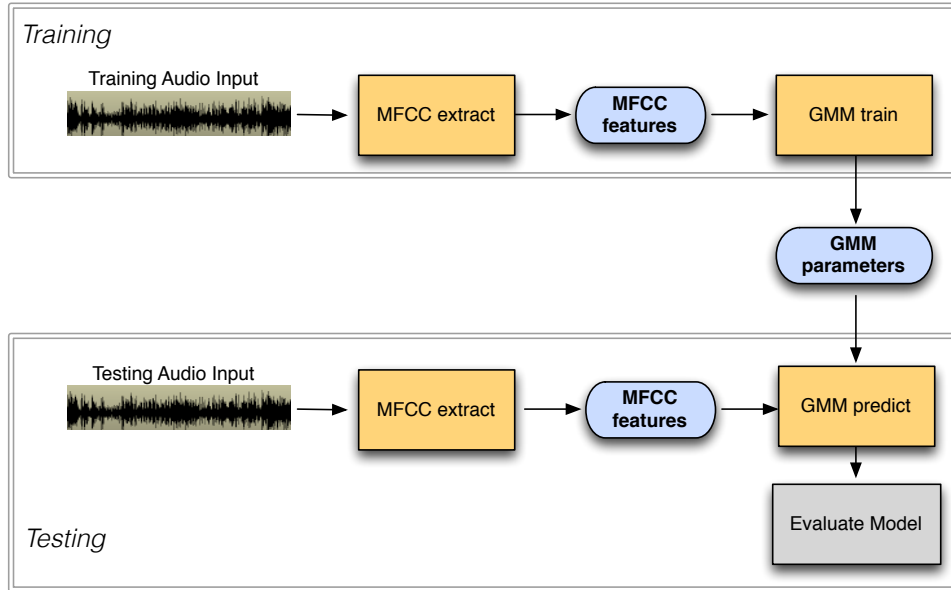 Training
Training Audio Input
MFCC extract
MFCC
features
GMM train
GMM
parameters
Testing Audio Input
MFCC extract
MFCC
features
GMM predict
Evaluate Model
Testing